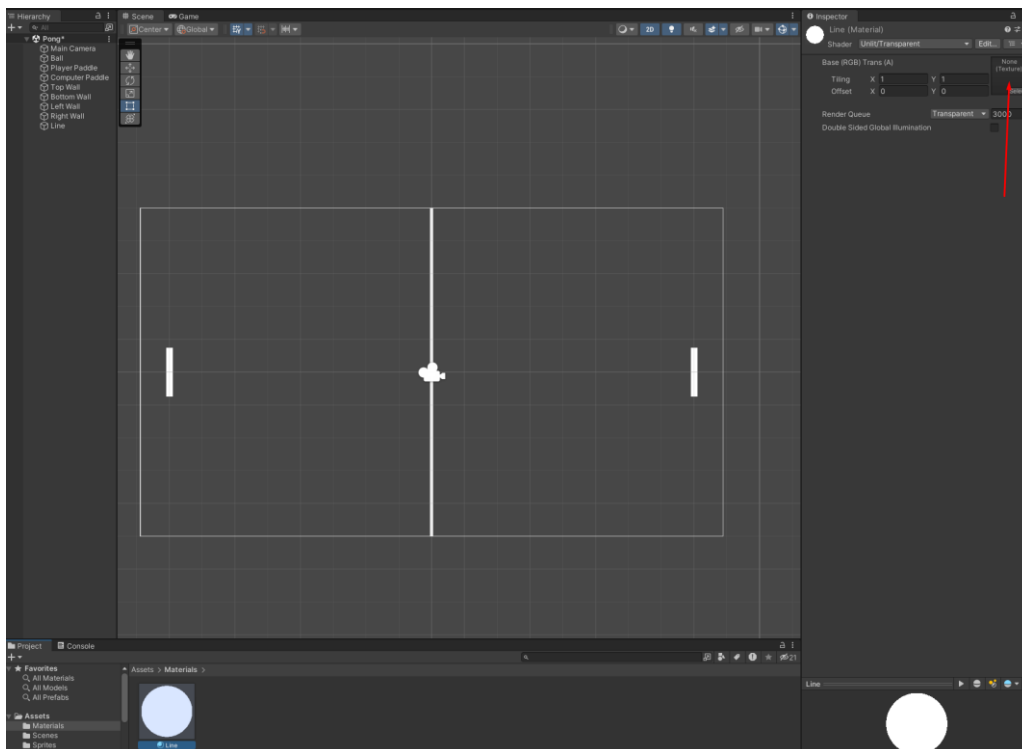 Hierarchy
All
Pong*
Main Camera
Ball
Player Paddle
Computer Paddle
Top Wall
Bottom Wall
Left Wall
Right Wall
Line
Scene
Game
Center
Global
2D
Inspector
Line (Material)
Shader
Unlit/Transparent
Edit...
Base (RGB) Trans (A)
None
(Texture)
Tiling
X 1
Y 1
Offset
X 0
Y 0
Render Queue
Transparent
3000
Double Sided Global Illumination
Project
Console
21
Favorites
All Materials
All Models
All Prefabs
Assets
Materials
Scenes
Sprites
Assets > Materials >
Line
Line